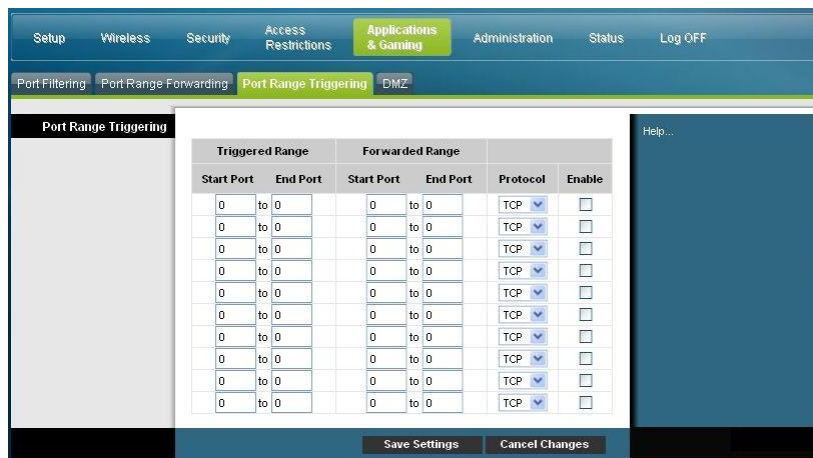 Setup Wireless Security Access Restrictions Applications & Gaming Administration Status Log OFF
Port Filtering Port Range Forwarding Port Range Triggering DMZ
Port Range Triggering
Help...
Triggered Range Forwarded Range
Start Port End Port Start Port End Port Protocol Enable
0 to 0 0 to 0 TCP
0 to 0 0 to 0 TCP
0 to 0 0 to 0 TCP
0 to 0 0 to 0 TCP
0 to 0 0 to 0 TCP
0 to 0 0 to 0 TCP
0 to 0 0 to 0 TCP
0 to 0 0 to 0 TCP
0 to 0 0 to 0 TCP
0 to 0 0 to 0 TCP
Save Settings Cancel Changes